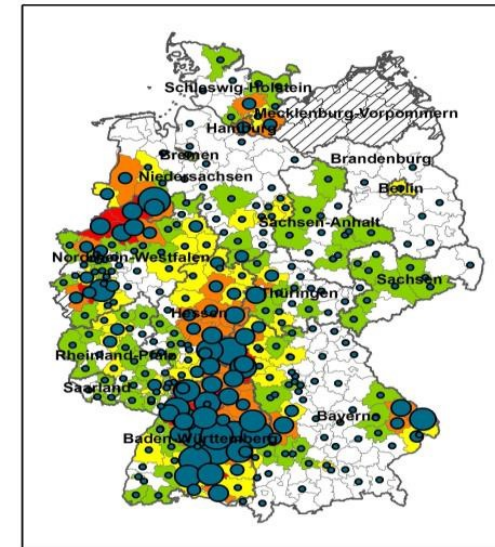 Schleswig-Holstein
Mecklenburg-Vorpommern
Hamburg
Bremen
Brandenburg
Niedersachsen
Berlin
Sachsen-Anhalt
Nordrhein-Westfalen
Sachsen
Thüringen
Hessen
Rheinland-Pfalz
Saarland
Bayern
Baden-Württemberg